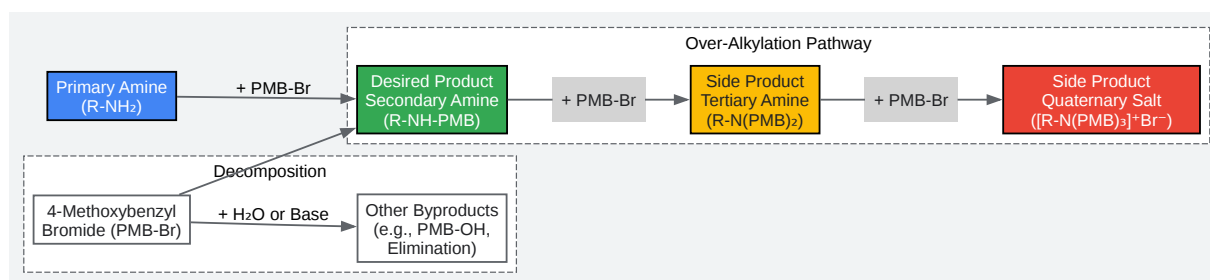 Over-Alkylation Pathway
Primary Amine
(R-NH₂)
+ PMB-Br
Desired Product
Secondary Amine
(R-NH-PMB)
+ PMB-Br
Side Product
Tertiary Amine
(R-N(PMB)₂)
+ PMB-Br
Side Product
Quaternary Salt
([R-N(PMB)₃]⁺Br⁻)
Decomposition
4-Methoxybenzyl
Bromide (PMB-Br)
+ H₂O or Base
Other Byproducts
(e.g., PMB-OH,
Elimination)